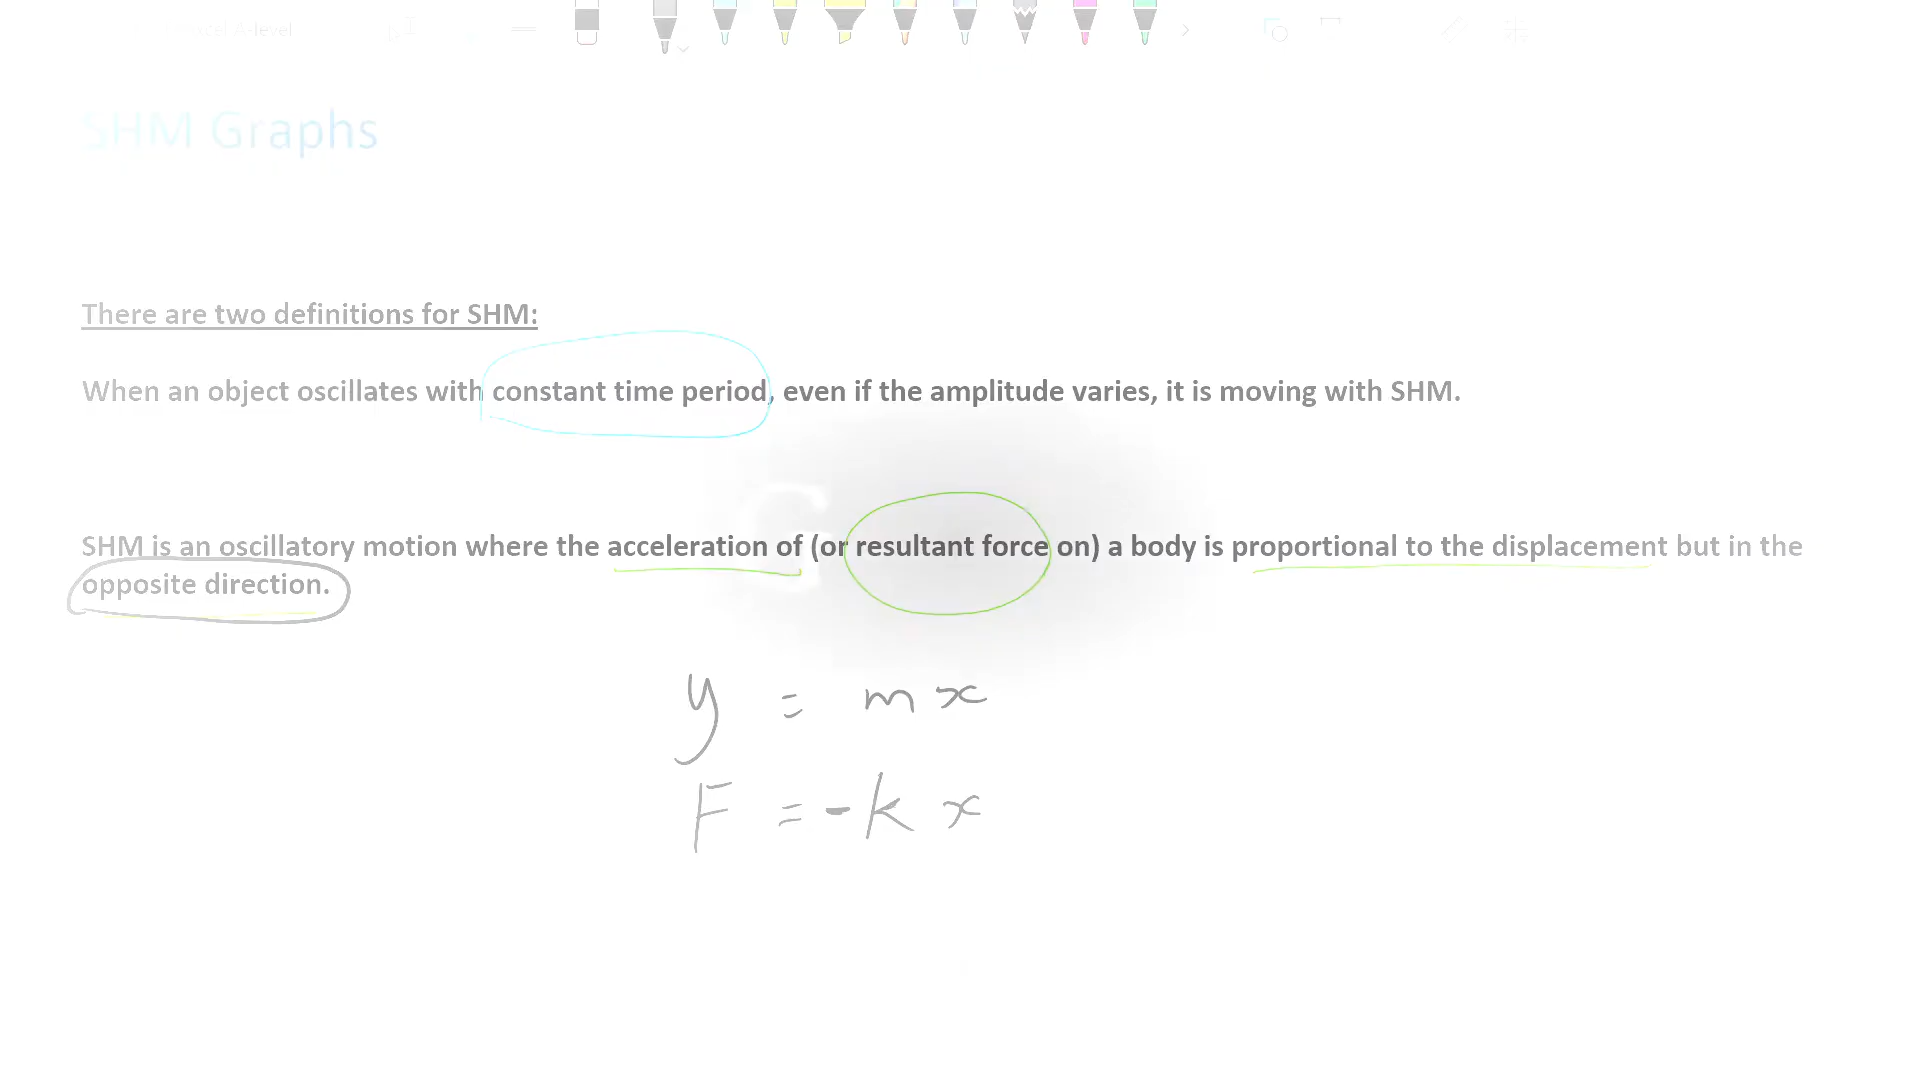 A-level
SHM Graphs
There are two definitions for SHM:
When an object oscillates with constant time period, even if the amplitude varies, it is moving with SHM.
SHM is an oscillatory motion where the acceleration of (or resultant force on) a body is proportional to the displacement but in the
opposite direction.
y = mx
F = -kx